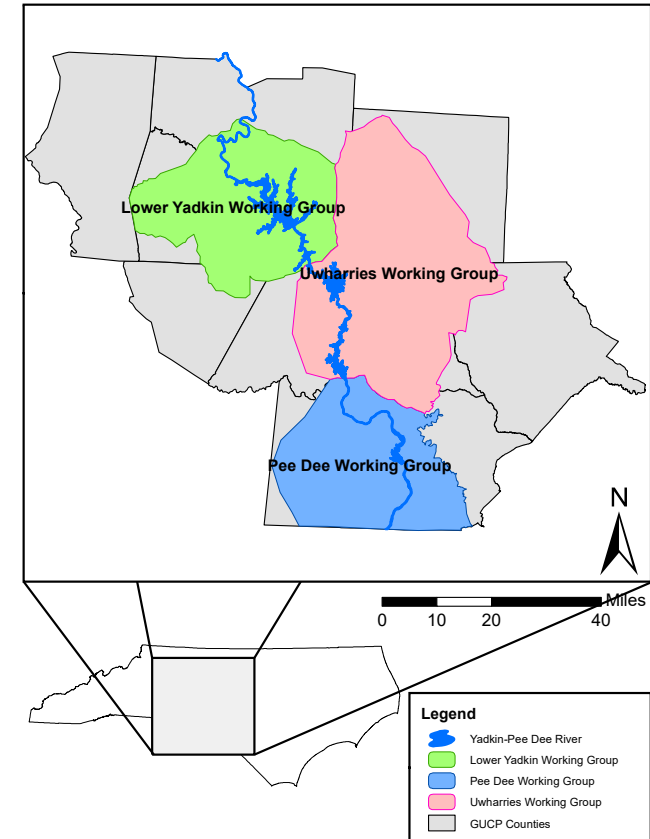 Lower Yadkin Working Group
Uwharries Working Group
Pee Dee Working Group
N
Miles
0 10 20 40
Legend
Yadkin-Pee Dee River
Lower Yadkin Working Group
Pee Dee Working Group
Uwharries Working Group
GUCP Counties